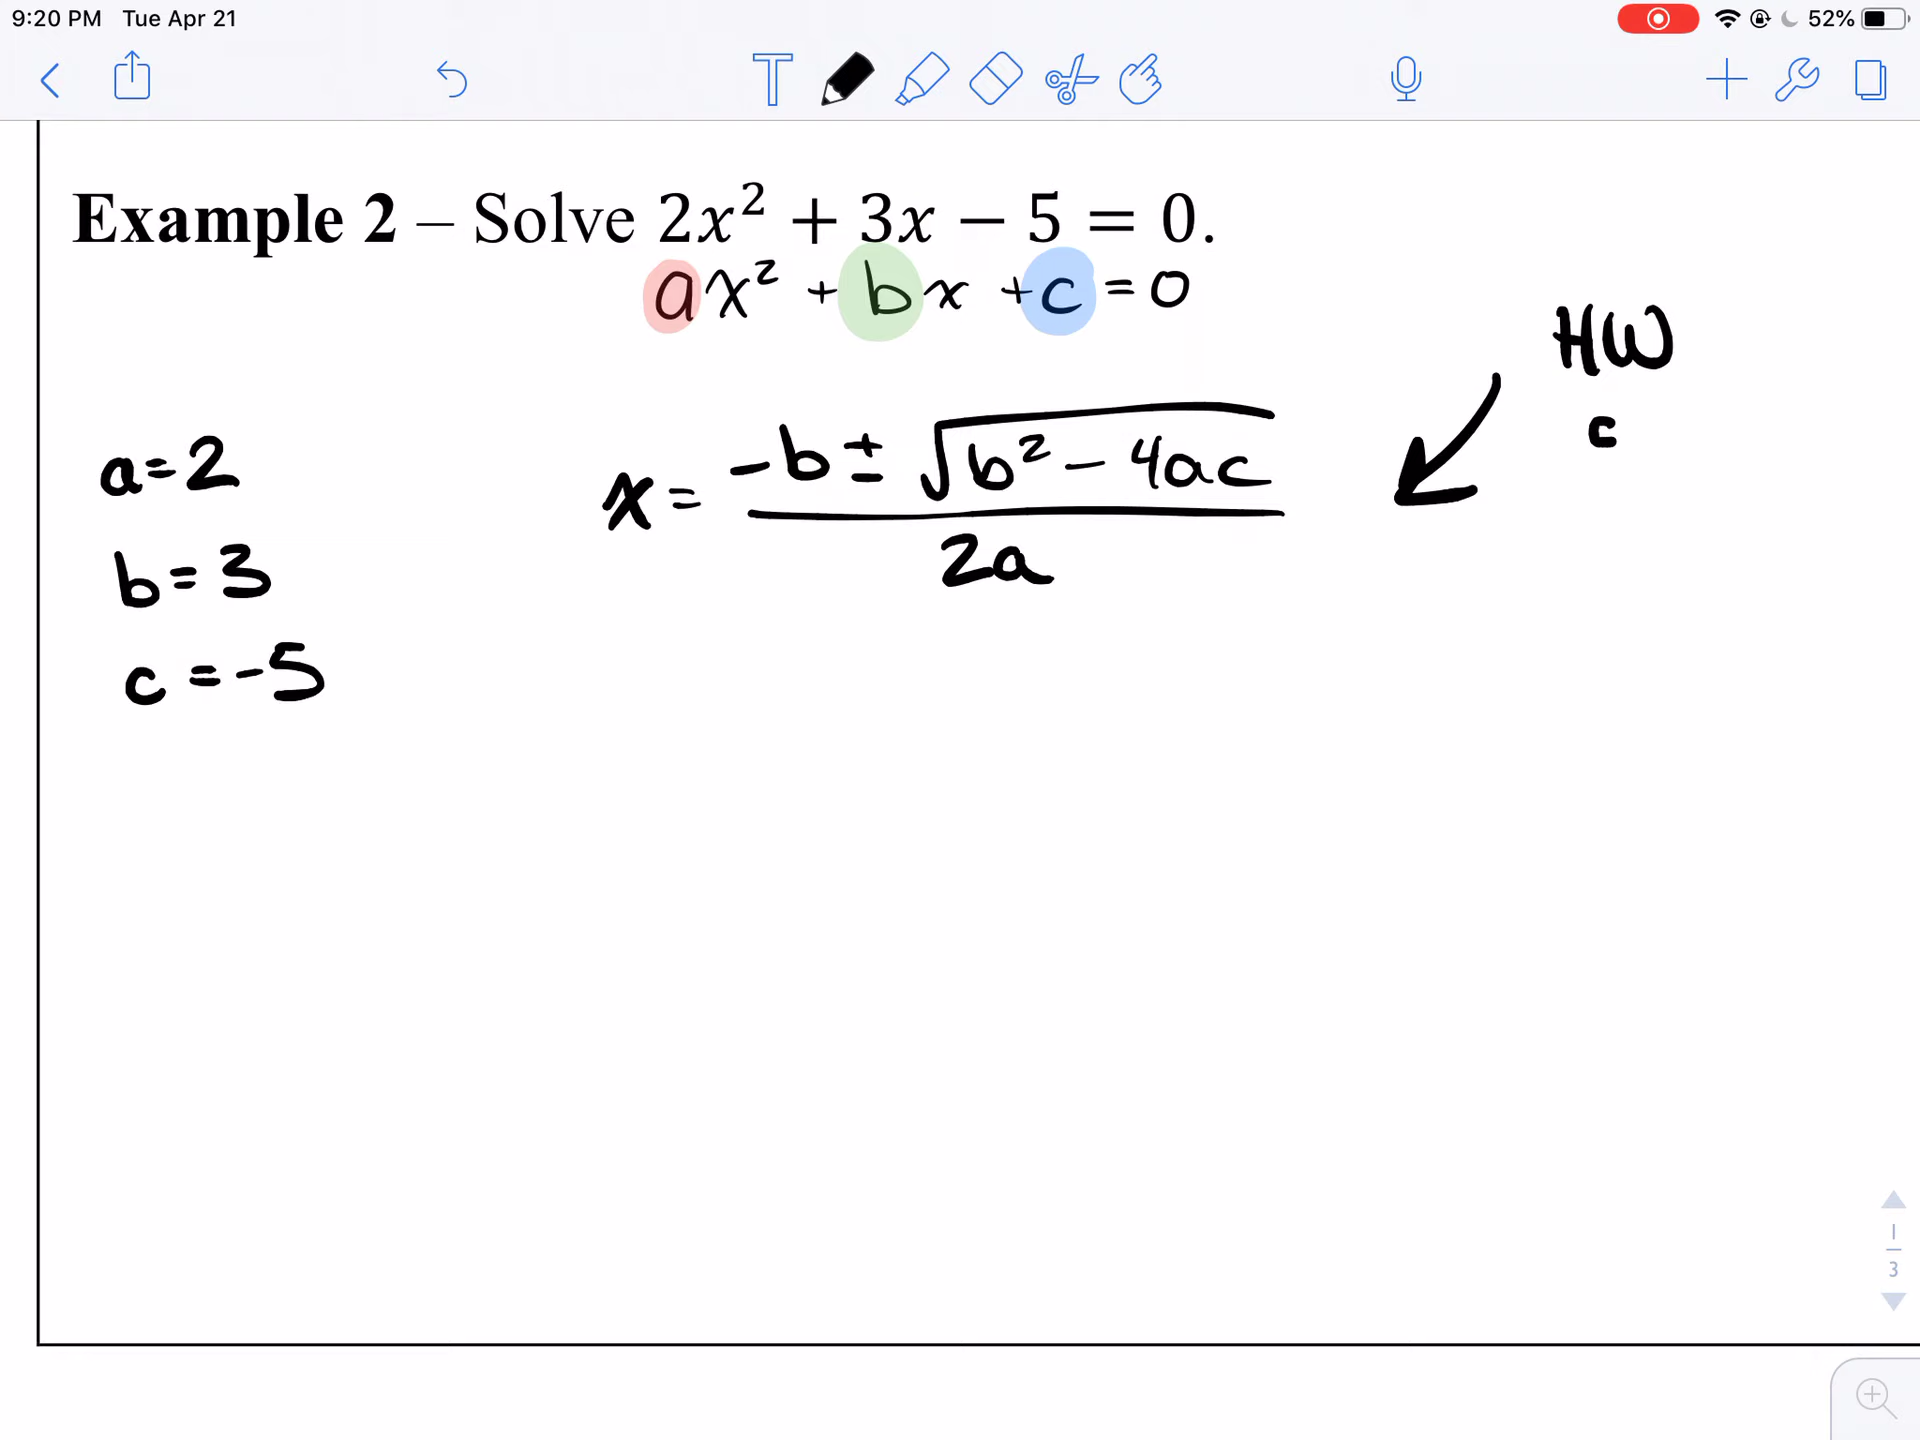 9:20 PM Tue Apr 21
52%
T
Example 2 – Solve 2x² + 3x − 5 = 0.
ax² + bx + c = 0
HW
c
a=2
x = -b ± √b² - 4ac
2a
b = 3
c = -5
1
3